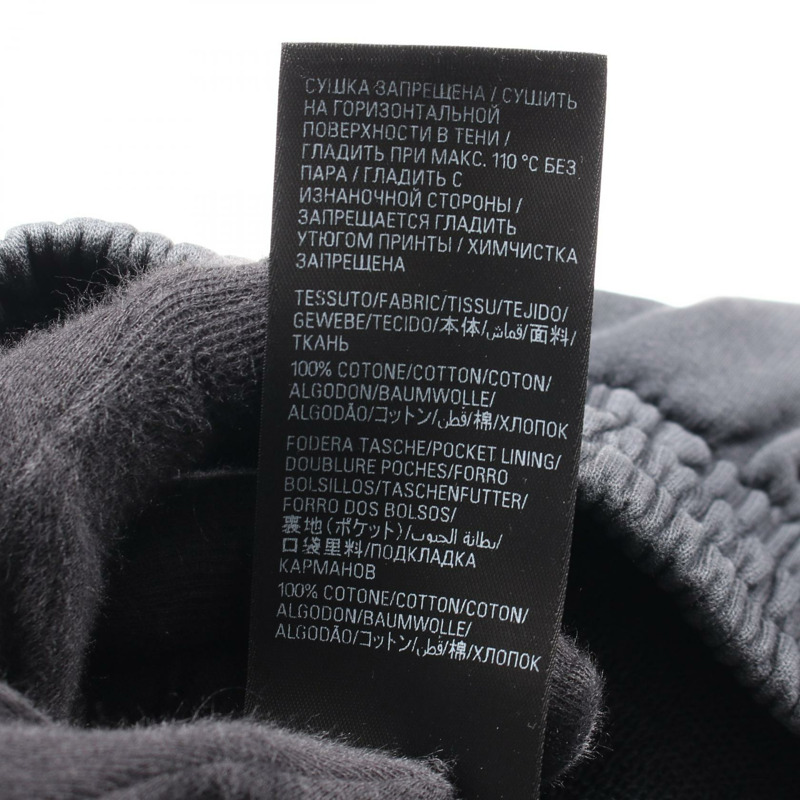 СУШКА ЗАПРЕЩЕНА / СУШИТЬ
НА ГОРИЗОНТАЛЬНОЙ
ПОВЕРХНОСТИ В ТЕНИ /
ГЛАДИТЬ ПРИ МАКС. 110 °C БЕЗ
ПАРА / ГЛАДИТЬ С
ИЗНАНОЧНОЙ СТОРОНЫ /
ЗАПРЕЩАЕТСЯ ГЛАДИТЬ
УТЮГОМ ПРИНТЫ / ХИМЧИСТКА
ЗАПРЕЩЕНА
TESSUTO/FABRIC/TISSU/TEJIDO/
GEWEBE/TECIDO/本体/قماش/面料/
ТКАНЬ
100% COTONE/COTTON/COTON/
ALGODON/BAUMWOLLE/
ALGODÃO/コットン/قطن/棉/ХЛОПОК
FODERA TASCHE/POCKET LINING/
DOUBLURE POCHES/FORRO
BOLSILLOS/TASCHENFUTTER/
FORRO DOS BOLSOS/
裏地(ポケット)/بطانة الجيوب/
口袋里料/ПОДКЛАДКА
КАРМАНОВ
100% COTONE/COTTON/COTON/
ALGODON/BAUMWOLLE/
ALGODÃO/コットン/قطن/棉/ХЛОПОК